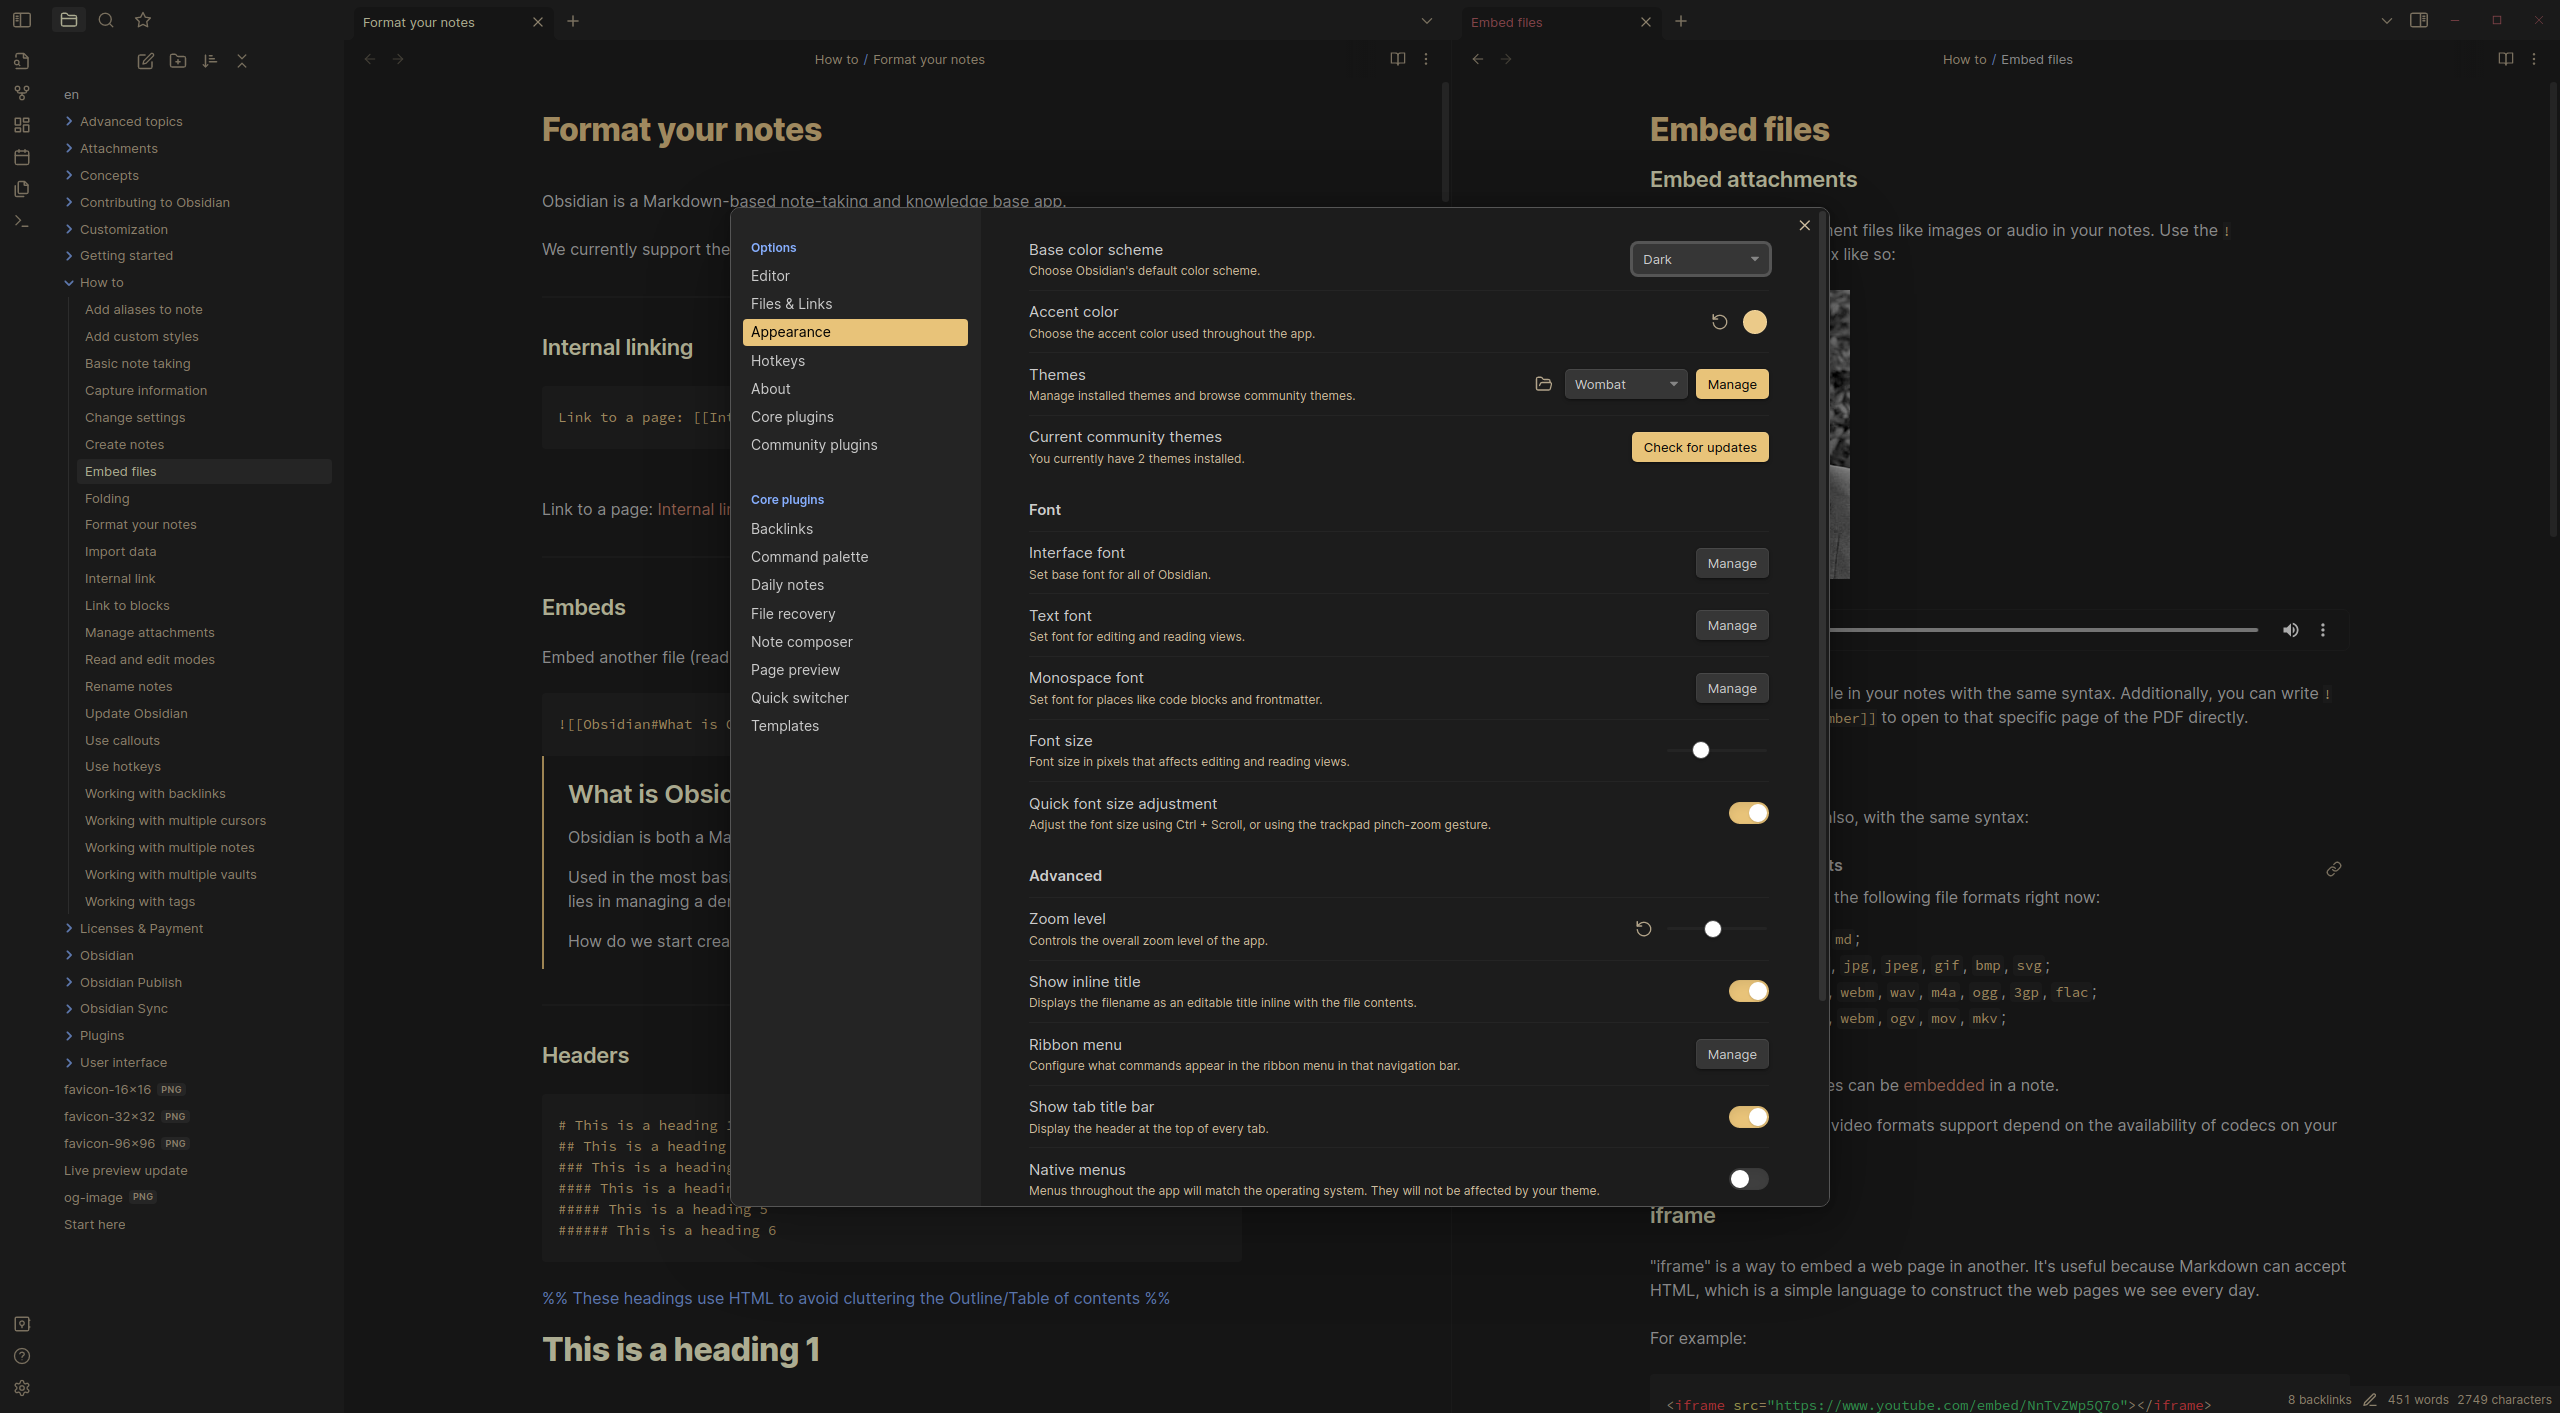 Format your notes
Embed files
How to / Format your notes
How to / Embed files
en
Advanced topics
Attachments
Concepts
Contributing to Obsidian
Customization
Getting started
How to
Add aliases to note
Add custom styles
Basic note taking
Capture information
Change settings
Create notes
Embed files
Folding
Format your notes
Import data
Internal link
Link to blocks
Manage attachments
Read and edit modes
Rename notes
Update Obsidian
Use callouts
Use hotkeys
Working with backlinks
Working with multiple cursors
Working with multiple notes
Working with multiple vaults
Working with tags
Licenses & Payment
Obsidian
Obsidian Publish
Obsidian Sync
Plugins
User interface
favicon-16×16 PNG
favicon-32×32 PNG
favicon-96×96 PNG
Live preview update
og-image PNG
Start here
Format your notes
Obsidian is a Markdown-based note-taking and knowledge base app.
We currently support the
Internal linking
Link to a page: [[Int
Link to a page: Internal lin
Embeds
Embed another file (read
![[Obsidian#What is O
What is Obsid
Obsidian is both a Ma
Used in the most basi
lies in managing a den
How do we start crea
Headers
# This is a heading 1
## This is a heading
### This is a heading
#### This is a headin
##### This is a heading 5
###### This is a heading 6
%% These headings use HTML to avoid cluttering the Outline/Table of contents %%
This is a heading 1
Options
Editor
Files & Links
Appearance
Hotkeys
About
Core plugins
Community plugins
Core plugins
Backlinks
Command palette
Daily notes
File recovery
Note composer
Page preview
Quick switcher
Templates
Base color scheme
Choose Obsidian's default color scheme.
Dark
Accent color
Choose the accent color used throughout the app.
Themes
Manage installed themes and browse community themes.
Wombat
Manage
Current community themes
You currently have 2 themes installed.
Check for updates
Font
Interface font
Set base font for all of Obsidian.
Manage
Text font
Set font for editing and reading views.
Manage
Monospace font
Set font for places like code blocks and frontmatter.
Manage
Font size
Font size in pixels that affects editing and reading views.
Quick font size adjustment
Adjust the font size using Ctrl + Scroll, or using the trackpad pinch-zoom gesture.
Advanced
Zoom level
Controls the overall zoom level of the app.
Show inline title
Displays the filename as an editable title inline with the file contents.
Ribbon menu
Configure what commands appear in the ribbon menu in that navigation bar.
Manage
Show tab title bar
Display the header at the top of every tab.
Native menus
Menus throughout the app will match the operating system. They will not be affected by your theme.
Embed files
Embed attachments
ent files like images or audio in your notes. Use the !
x like so:
le in your notes with the same syntax. Additionally, you can write !
mber]] to open to that specific page of the PDF directly.
lso, with the same syntax:
ts
the following file formats right now:
md;
, jpg, jpeg, gif, bmp, svg;
, webm, wav, m4a, ogg, 3gp, flac;
, webm, ogv, mov, mkv;
es can be embedded in a note.
video formats support depend on the availability of codecs on your
iframe
"iframe" is a way to embed a web page in another. It's useful because Markdown can accept
HTML, which is a simple language to construct the web pages we see every day.
For example:
<iframe src="https://www.youtube.com/embed/NnTvZWp5Q7o"></iframe>
8 backlinks
451 words
2749 characters